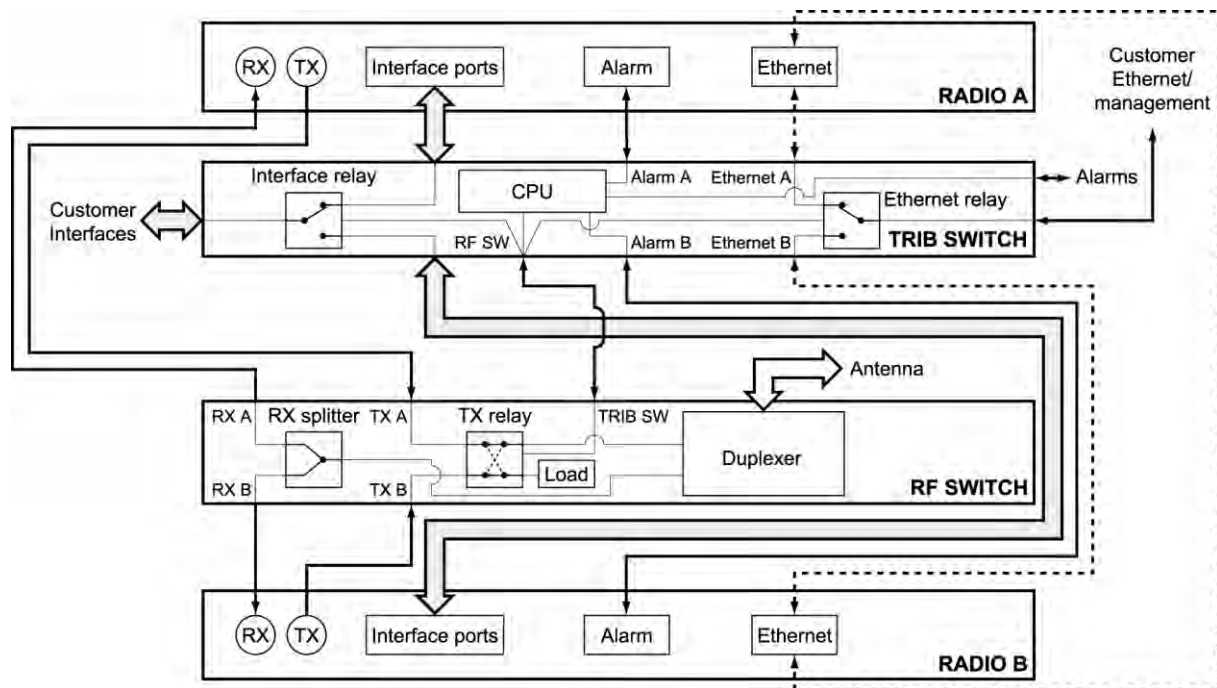 RX
TX
Interface ports
Alarm
Ethernet
RADIO A
Customer
Ethernet/
management
Interface relay
CPU
Alarm A
Ethernet A
Ethernet relay
Alarms
Customer
Interfaces
RF SW
Alarm B
Ethernet B
TRIB SWITCH
Antenna
RX A
RX splitter
TX A
TX relay
TRIB SW
Duplexer
Load
RX B
TX B
RF SWITCH
RX
TX
Interface ports
Alarm
Ethernet
RADIO B